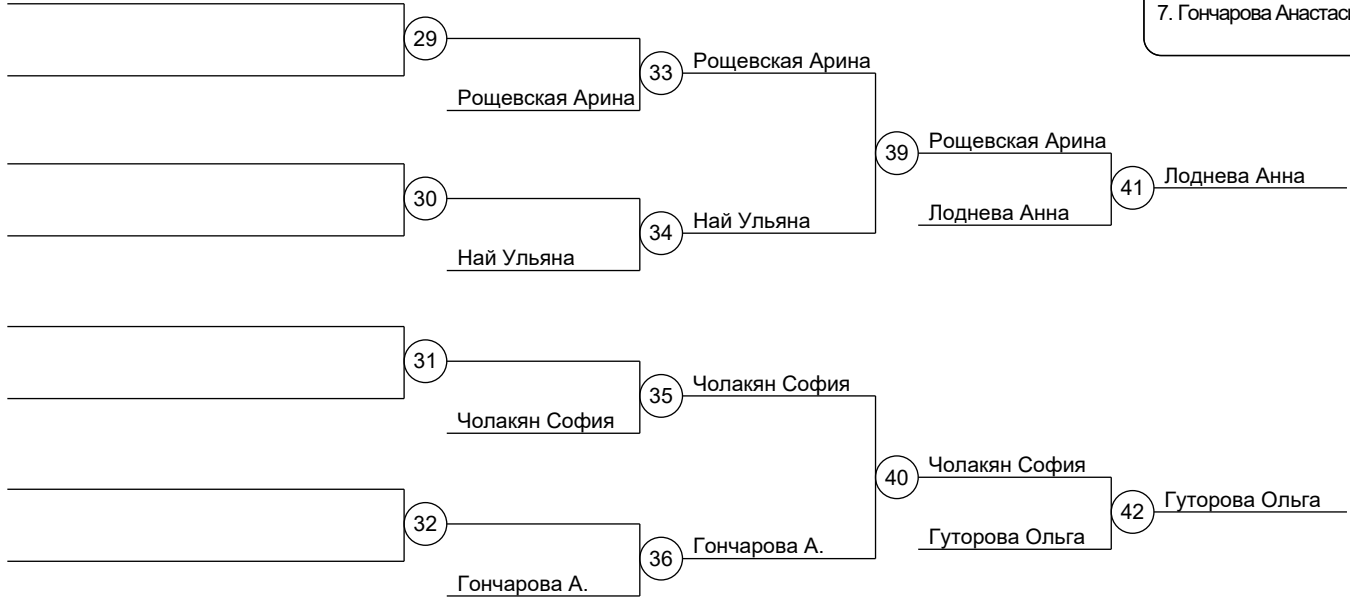 7. Гончарова Анастас
29
33
Рощевская Арина
Рощевская Арина
39
Рощевская Арина
41
Лоднева Анна
30
34
Най Ульяна
Лоднева Анна
Най Ульяна
31
35
Чолакян София
Чолакян София
40
Чолакян София
42
Гуторова Ольга
32
36
Гончарова А.
Гуторова Ольга
Гончарова А.